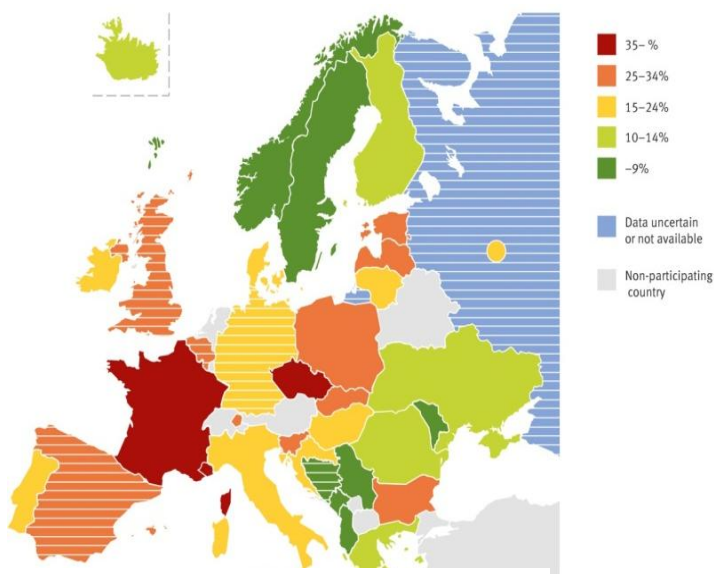 35– %
25–34%
15–24%
10–14%
–9%
Data uncertain
or not available
Non-participating
country